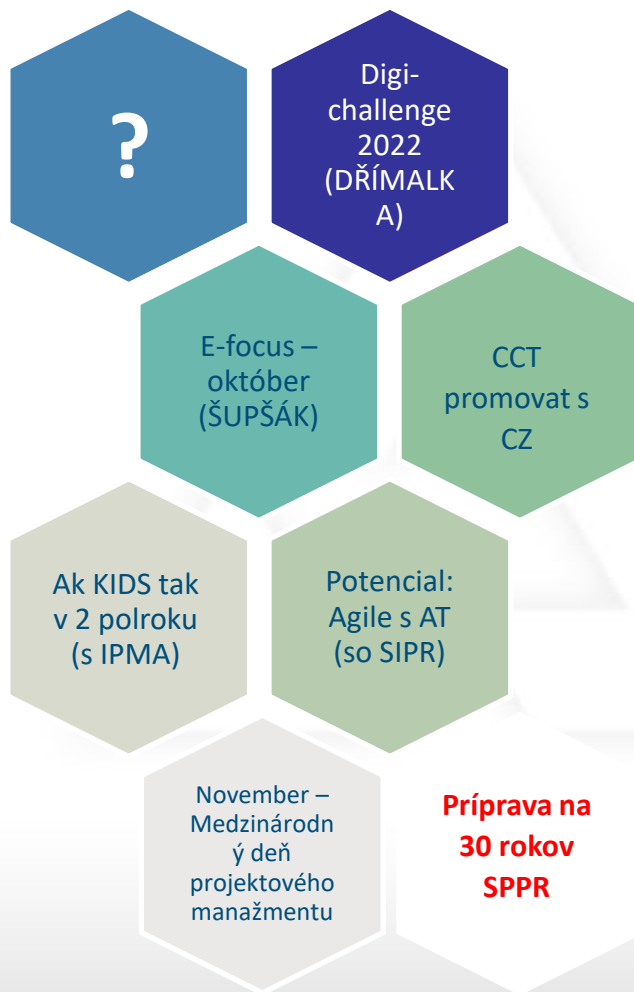 ?
Digi-
challenge
2022
(DŘÍMALK
A)
E-focus –
október
(ŠUPŠÁK)
CCT
promovat s
CZ
Ak KIDS tak
v 2 polroku
(s IPMA)
Potencial:
Agile s AT
(so SIPR)
November –
Medzinárodn
ý deň
projektového
manažmentu
Príprava na
30 rokov
SPPR